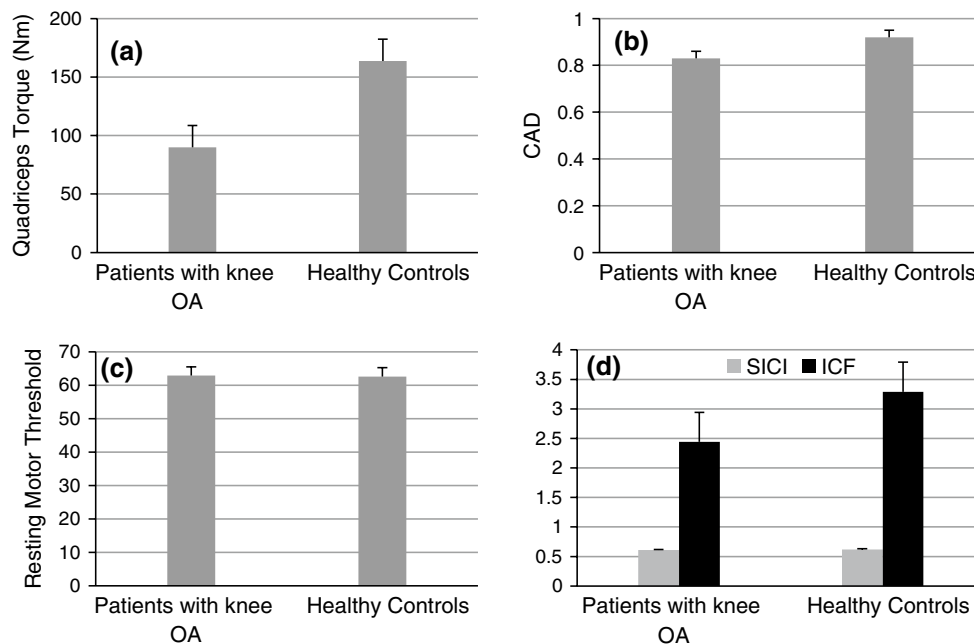 (a)
Quadriceps Torque (Nm)
200
150
100
50
0
Patients with knee
OA
Healthy Controls
(b)
CAD
1
0.8
0.6
0.4
0.2
0
Patients with knee
OA
Healthy Controls
(c)
Resting Motor Threshold
70
60
50
40
30
20
10
0
Patients with knee
OA
Healthy Controls
(d)
SICI ICF
4
3.5
3
2.5
2
1.5
1
0.5
0
Patients with knee
OA
Healthy Controls